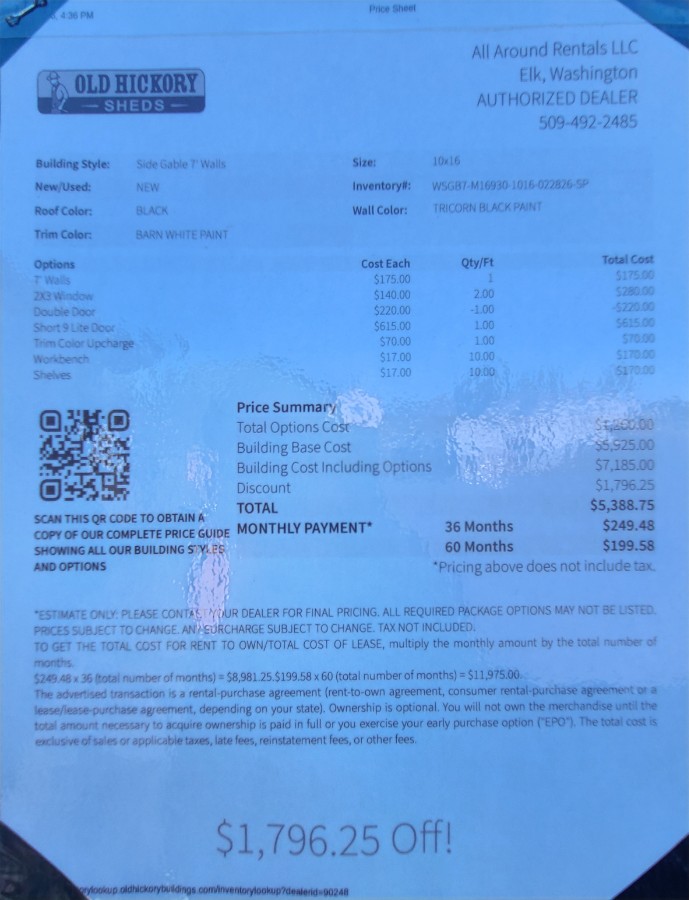 4:36 PM
Price Sheet
OLD HICKORY
SHEDS
All Around Rentals LLC
Elk, Washington
AUTHORIZED DEALER
509-492-2485
Building Style: Side Gable 7' Walls Size: 10x16
New/Used: NEW Inventory#: WSGB7-M16930-1016-022826-SP
Roof Color: BLACK Wall Color: TRICORN BLACK PAINT
Trim Color: BARN WHITE PAINT
Options Cost Each Qty/Ft Total Cost
7' Walls $175.00 1 $175.00
2X3 Window $140.00 2.00 $280.00
Double Door $220.00 -1.00 -$220.00
Short 9 Lite Door $615.00 1.00 $615.00
Trim Color Upcharge $70.00 1.00 $70.00
Workbench $17.00 10.00 $170.00
Shelves $17.00 10.00 $170.00
Price Summary
Total Options Cost $1,260.00
Building Base Cost $5,925.00
Building Cost Including Options $7,185.00
Discount $1,796.25
TOTAL $5,388.75
MONTHLY PAYMENT* 36 Months $249.48
60 Months $199.58
*Pricing above does not include tax.
SCAN THIS QR CODE TO OBTAIN A
COPY OF OUR COMPLETE PRICE GUIDE
SHOWING ALL OUR BUILDING STYLES
AND OPTIONS
*ESTIMATE ONLY: PLEASE CONTACT YOUR DEALER FOR FINAL PRICING. ALL REQUIRED PACKAGE OPTIONS MAY NOT BE LISTED.
PRICES SUBJECT TO CHANGE. ANY SURCHARGE SUBJECT TO CHANGE. TAX NOT INCLUDED.
TO GET THE TOTAL COST FOR RENT TO OWN/TOTAL COST OF LEASE, multiply the monthly amount by the total number of
months.
$249.48 x 36 (total number of months) = $8,981.25.$199.58 x 60 (total number of months) = $11,975.00.
The advertised transaction is a rental-purchase agreement (rent-to-own agreement, consumer rental-purchase agreement or a
lease/lease-purchase agreement, depending on your state). Ownership is optional. You will not own the merchandise until the
total amount necessary to acquire ownership is paid in full or you exercise your early purchase option ("EPO"). The total cost is
exclusive of sales or applicable taxes, late fees, reinstatement fees, or other fees.
$1,796.25 Off!
orylookup.oldhickorybuildings.com/inventorylookup?dealerid=90248